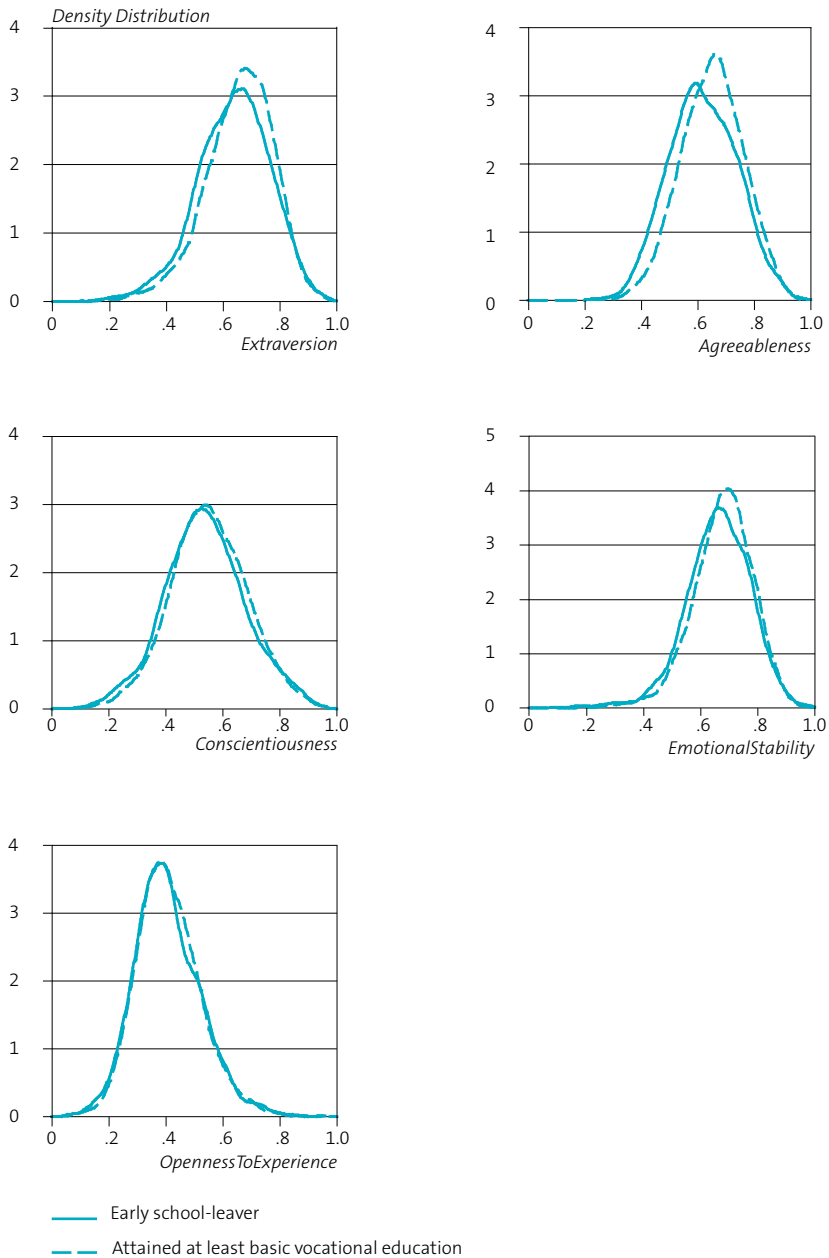 Density Distribution
4
3
2
1
0
0 .2 .4 .6 .8 1.0
Extraversion
4
3
2
1
0
0 .2 .4 .6 .8 1.0
Agreeableness
4
3
2
1
0
0 .2 .4 .6 .8 1.0
Conscientiousness
5
4
3
2
1
0
0 .2 .4 .6 .8 1.0
EmotionalStability
4
3
2
1
0
0 .2 .4 .6 .8 1.0
OpennessToExperience
Early school-leaver
Attained at least basic vocational education